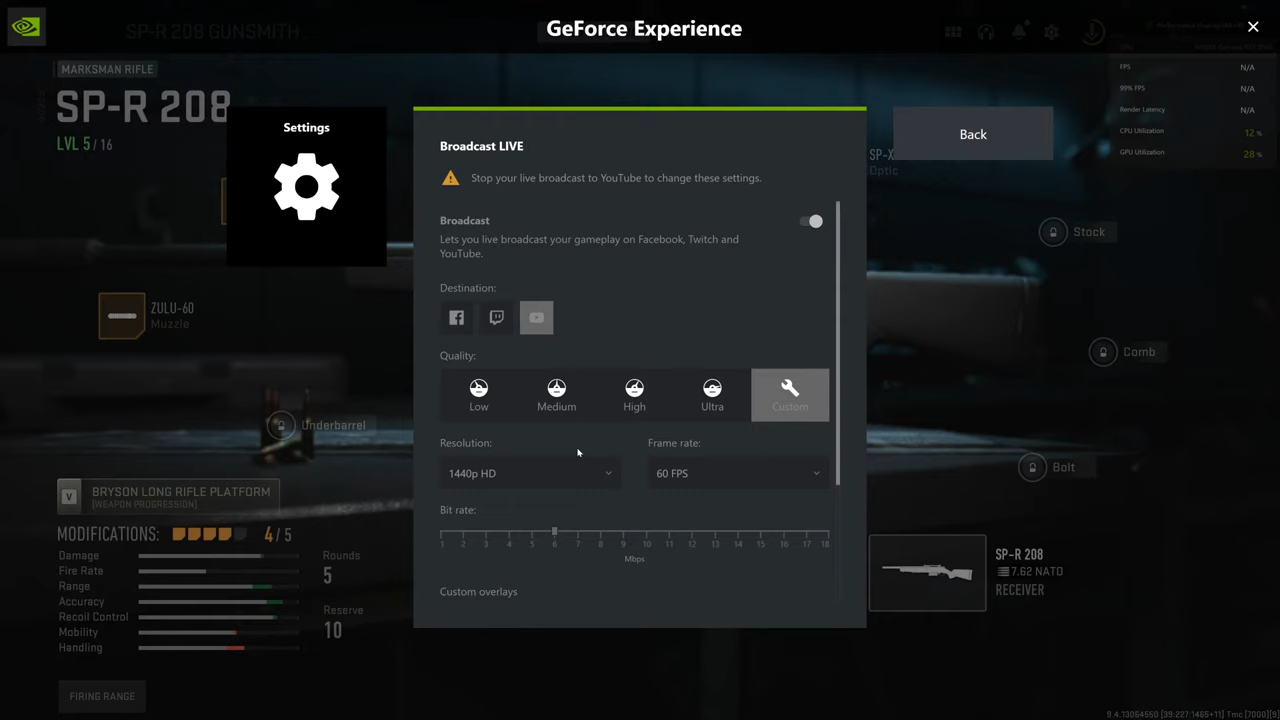 SP-R 208 GUNSMITH
GeForce Experience
MARKSMAN RIFLE
SP-R 208
LVL 5 / 16
Settings
Broadcast LIVE
Stop your live broadcast to YouTube to change these settings.
Broadcast
Lets you live broadcast your gameplay on Facebook, Twitch and
YouTube.
Destination:
Quality:
Low
Medium
High
Ultra
Custom
Resolution:
Frame rate:
1440p HD
60 FPS
Bit rate:
1 2 3 4 5 6 7 8 9 10 11 12 13 14 15 16 17 18
Mbps
Custom overlays
Back
FPS N/A
99% FPS N/A
Render Latency N/A
CPU Utilization 12 %
GPU Utilization 28 %
SP-X
Optic
Stock
ZULU-60
Muzzle
Comb
Underbarrel
Bolt
V
BRYSON LONG RIFLE PLATFORM
[WEAPON PROGRESSION]
MODIFICATIONS: 4 / 5
Damage
Fire Rate
Range
Accuracy
Recoil Control
Mobility
Handling
Rounds
5
Reserve
10
SP-R 208
7.62 NATO
RECEIVER
FIRING RANGE